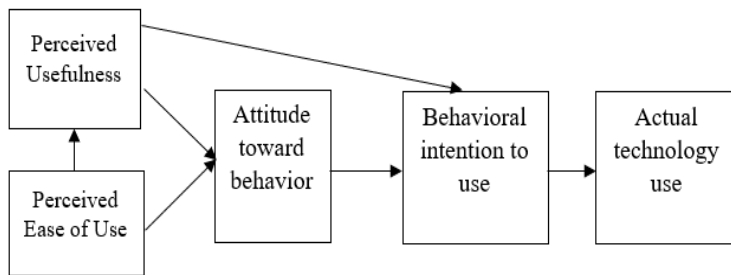 Perceived
Usefulness
Perceived
Ease of Use
Attitude
toward
behavior
Behavioral
intention to
use
Actual
technology
use